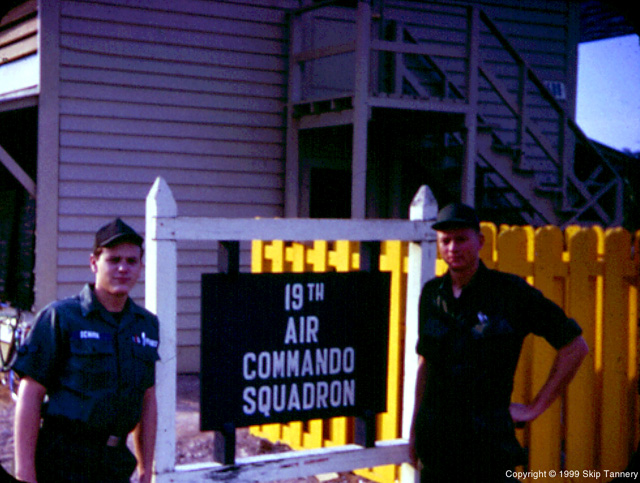 19TH
AIR
COMMANDO
SQUADRON
Copyright © 1999 Skip Tannery